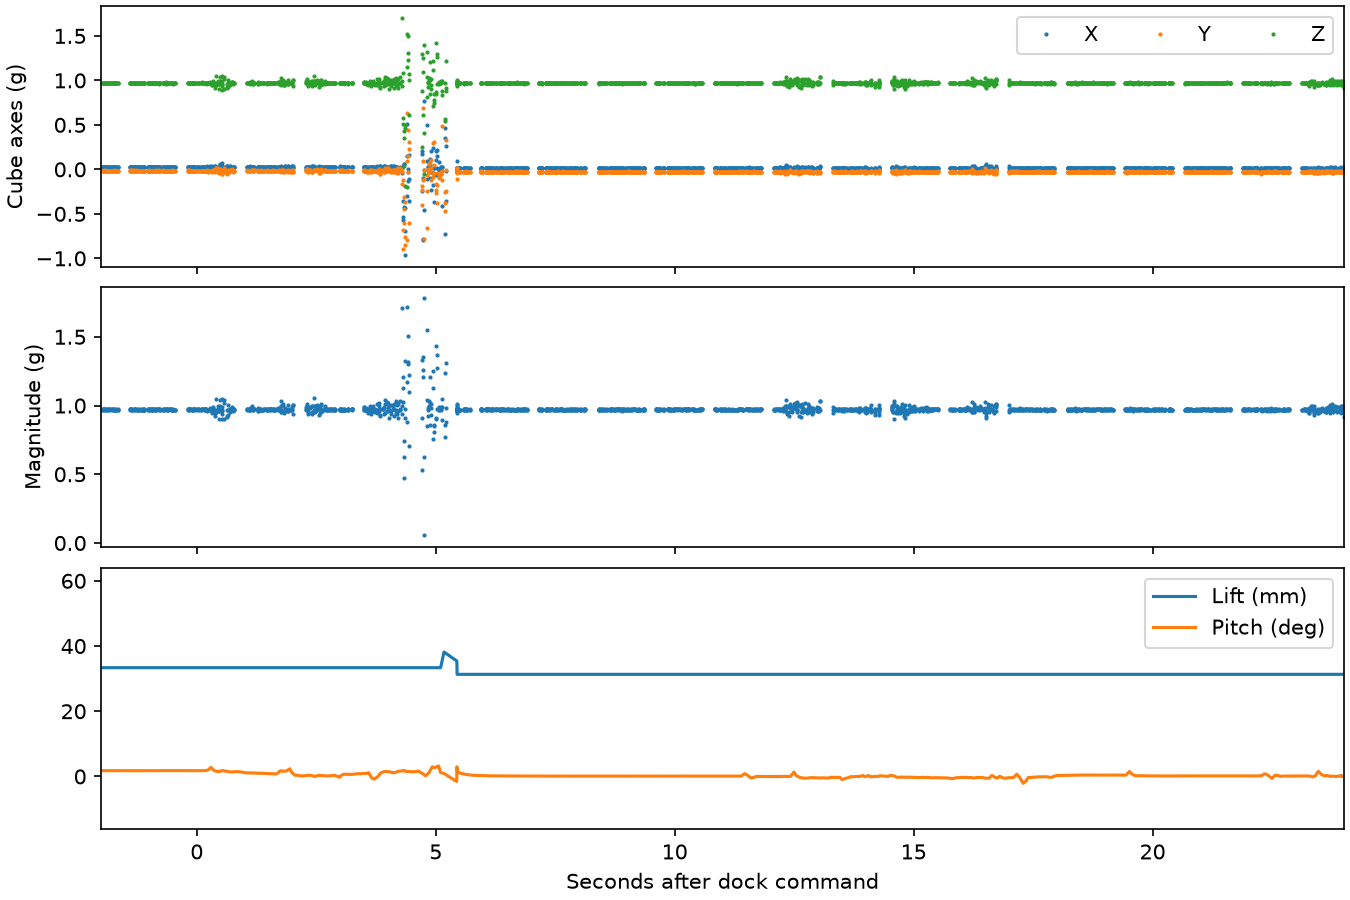 Cube axes (g)
1.5
1.0
0.5
0.0
−0.5
−1.0
X Y Z
Magnitude (g)
1.5
1.0
0.5
0.0
60
40
20
0
Lift (mm)
Pitch (deg)
0 5 10 15 20
Seconds after dock command